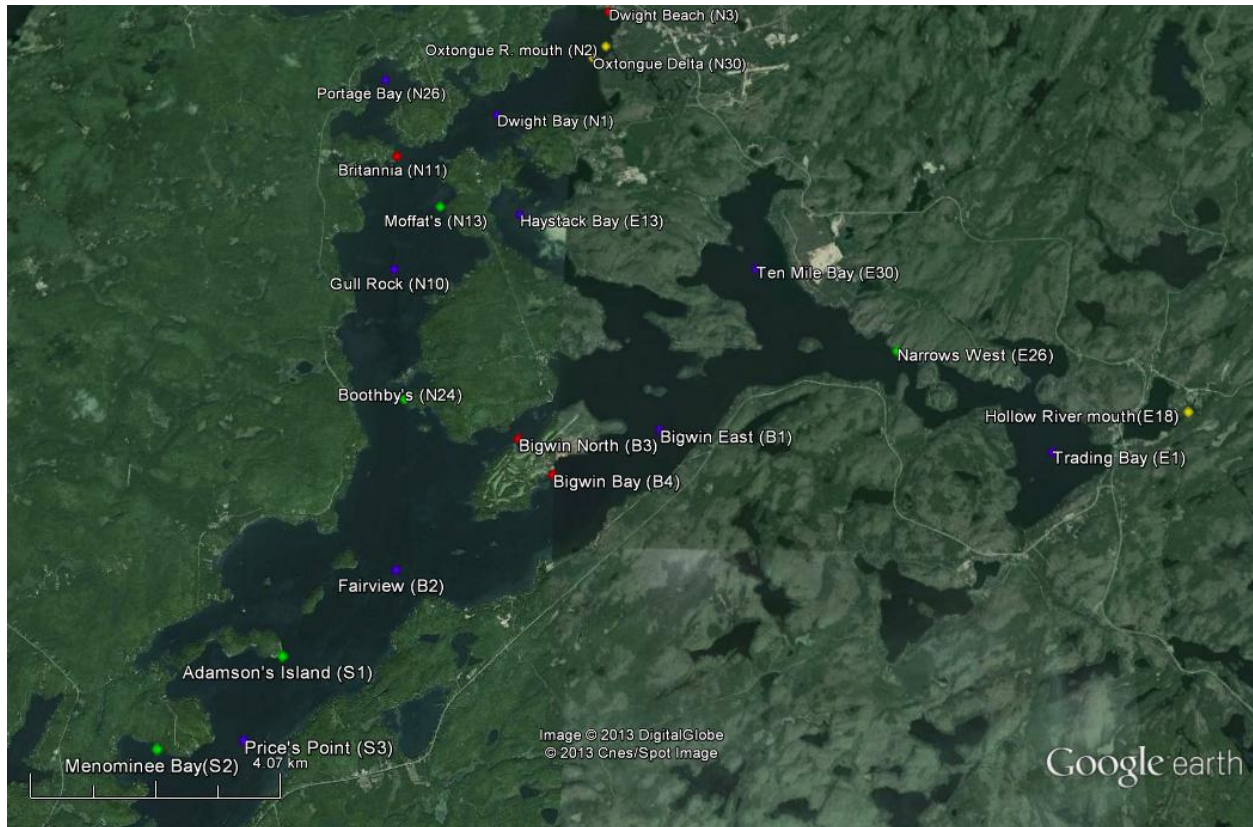 Dwight Beach (N3)
Oxtongue R. mouth (N2)
Oxtongue Delta (N30)
Portage Bay (N26)
Dwight Bay (N1)
Britannia (N11)
Moffat's (N13)
Haystack Bay (E13)
Gull Rock (N10)
Ten Mile Bay (E30)
Narrows West (E26)
Boothby's (N24)
Hollow River mouth(E18)
Bigwin North (B3)
Bigwin East (B1)
Trading Bay (E1)
Bigwin Bay (B4)
Fairview (B2)
Adamson's Island (S1)
Price's Point (S3)
Menominee Bay(S2)
4.07 km
Image © 2013 DigitalGlobe
© 2013 Cnes/Spot Image
Google earth